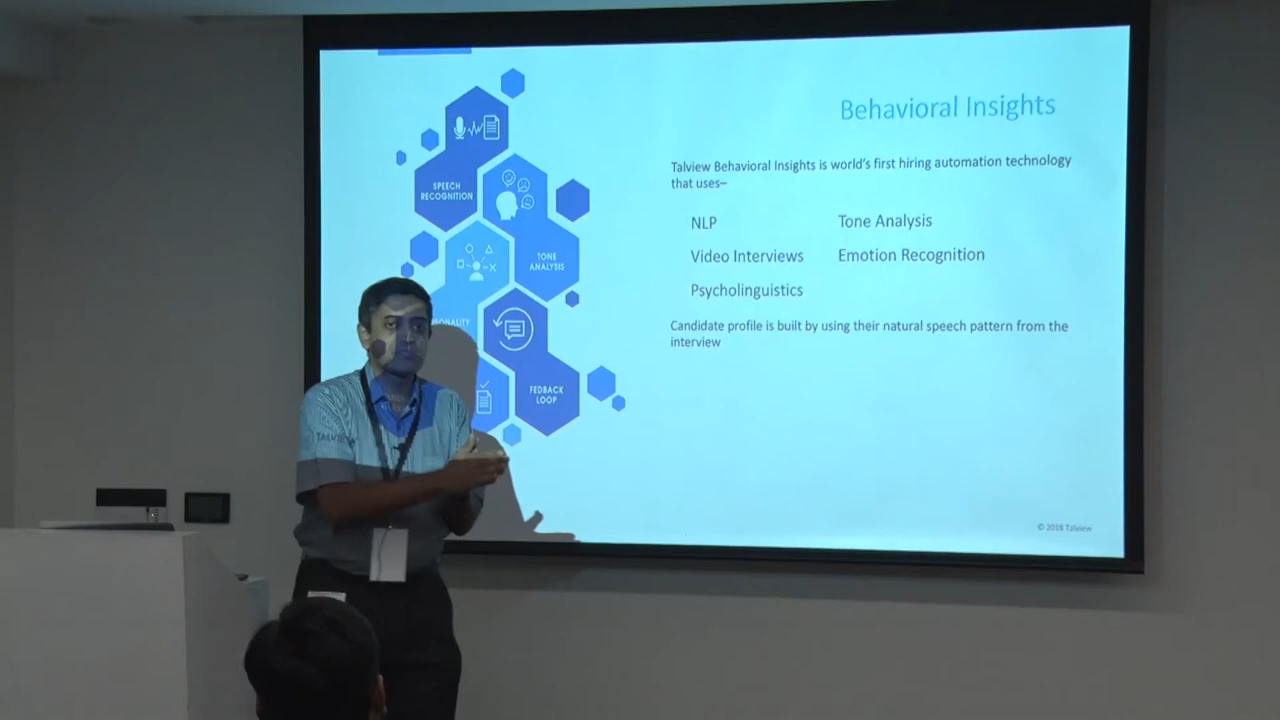 Behavioral Insights
Talview Behavioral Insights is world's first hiring automation technology
that uses–
NLP
Tone Analysis
Video Interviews
Emotion Recognition
Psycholinguistics
Candidate profile is built by using their natural speech pattern from the
interview
SPEECH
RECOGNITION
TONE
ANALYSIS
FEDBACK
LOOP
© 2018 Talview